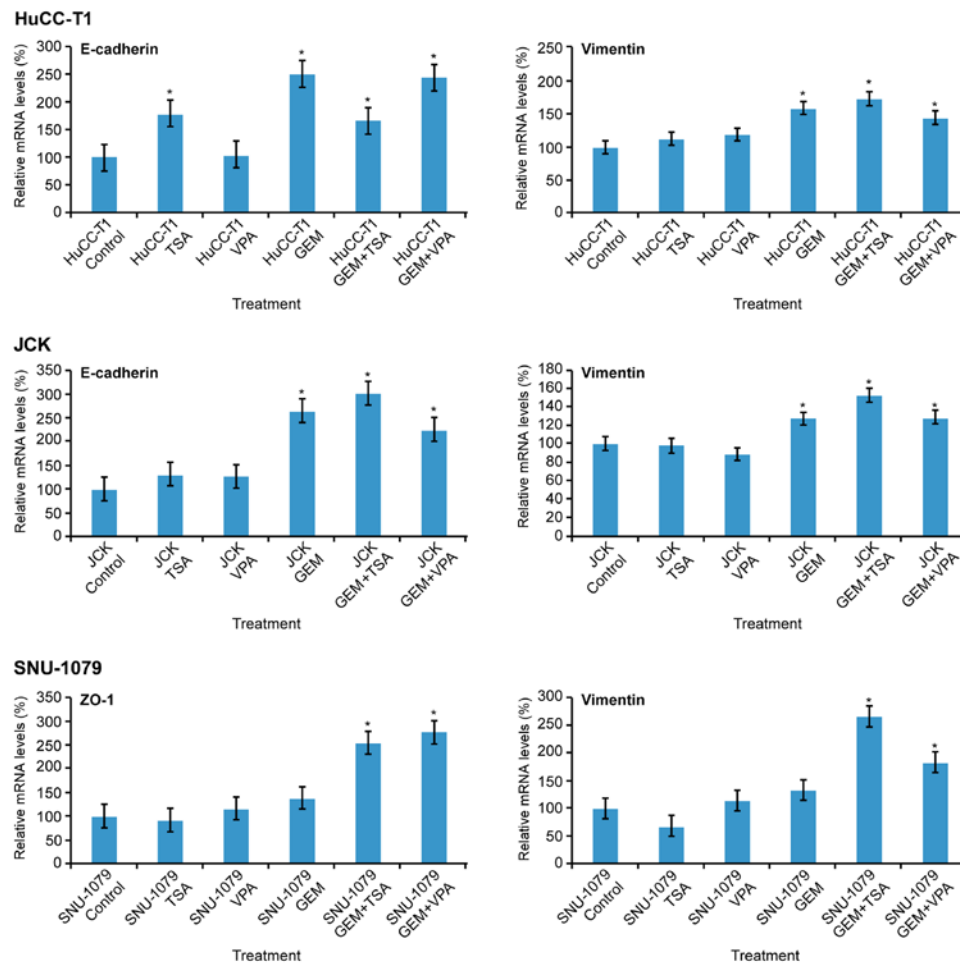 HuCC-T1
E-cadherin
Relative mRNA levels (%)
300
250
200
150
100
50
0
*
*
*
*
HuCC-T1
Control
HuCC-T1
TSA
HuCC-T1
VPA
HuCC-T1
GEM
HuCC-T1
GEM+TSA
HuCC-T1
GEM+VPA
Treatment
Vimentin
Relative mRNA levels (%)
250
200
150
100
50
0
*
*
*
HuCC-T1
Control
HuCC-T1
TSA
HuCC-T1
VPA
HuCC-T1
GEM
HuCC-T1
GEM+TSA
HuCC-T1
GEM+VPA
Treatment
JCK
E-cadherin
Relative mRNA levels (%)
350
300
250
200
150
100
50
0
*
*
*
JCK
Control
JCK
TSA
JCK
VPA
JCK
GEM
JCK
GEM+TSA
JCK
GEM+VPA
Treatment
Vimentin
Relative mRNA levels (%)
180
160
140
120
100
80
60
40
20
0
*
*
*
JCK
Control
JCK
TSA
JCK
VPA
JCK
GEM
JCK
GEM+TSA
JCK
GEM+VPA
Treatment
SNU-1079
ZO-1
Relative mRNA levels (%)
350
300
250
200
150
100
50
0
*
*
SNU-1079
Control
SNU-1079
TSA
SNU-1079
VPA
SNU-1079
GEM
SNU-1079
GEM+TSA
SNU-1079
GEM+VPA
Treatment
Vimentin
Relative mRNA levels (%)
300
250
200
150
100
50
0
*
*
SNU-1079
Control
SNU-1079
TSA
SNU-1079
VPA
SNU-1079
GEM
SNU-1079
GEM+TSA
SNU-1079
GEM+VPA
Treatment